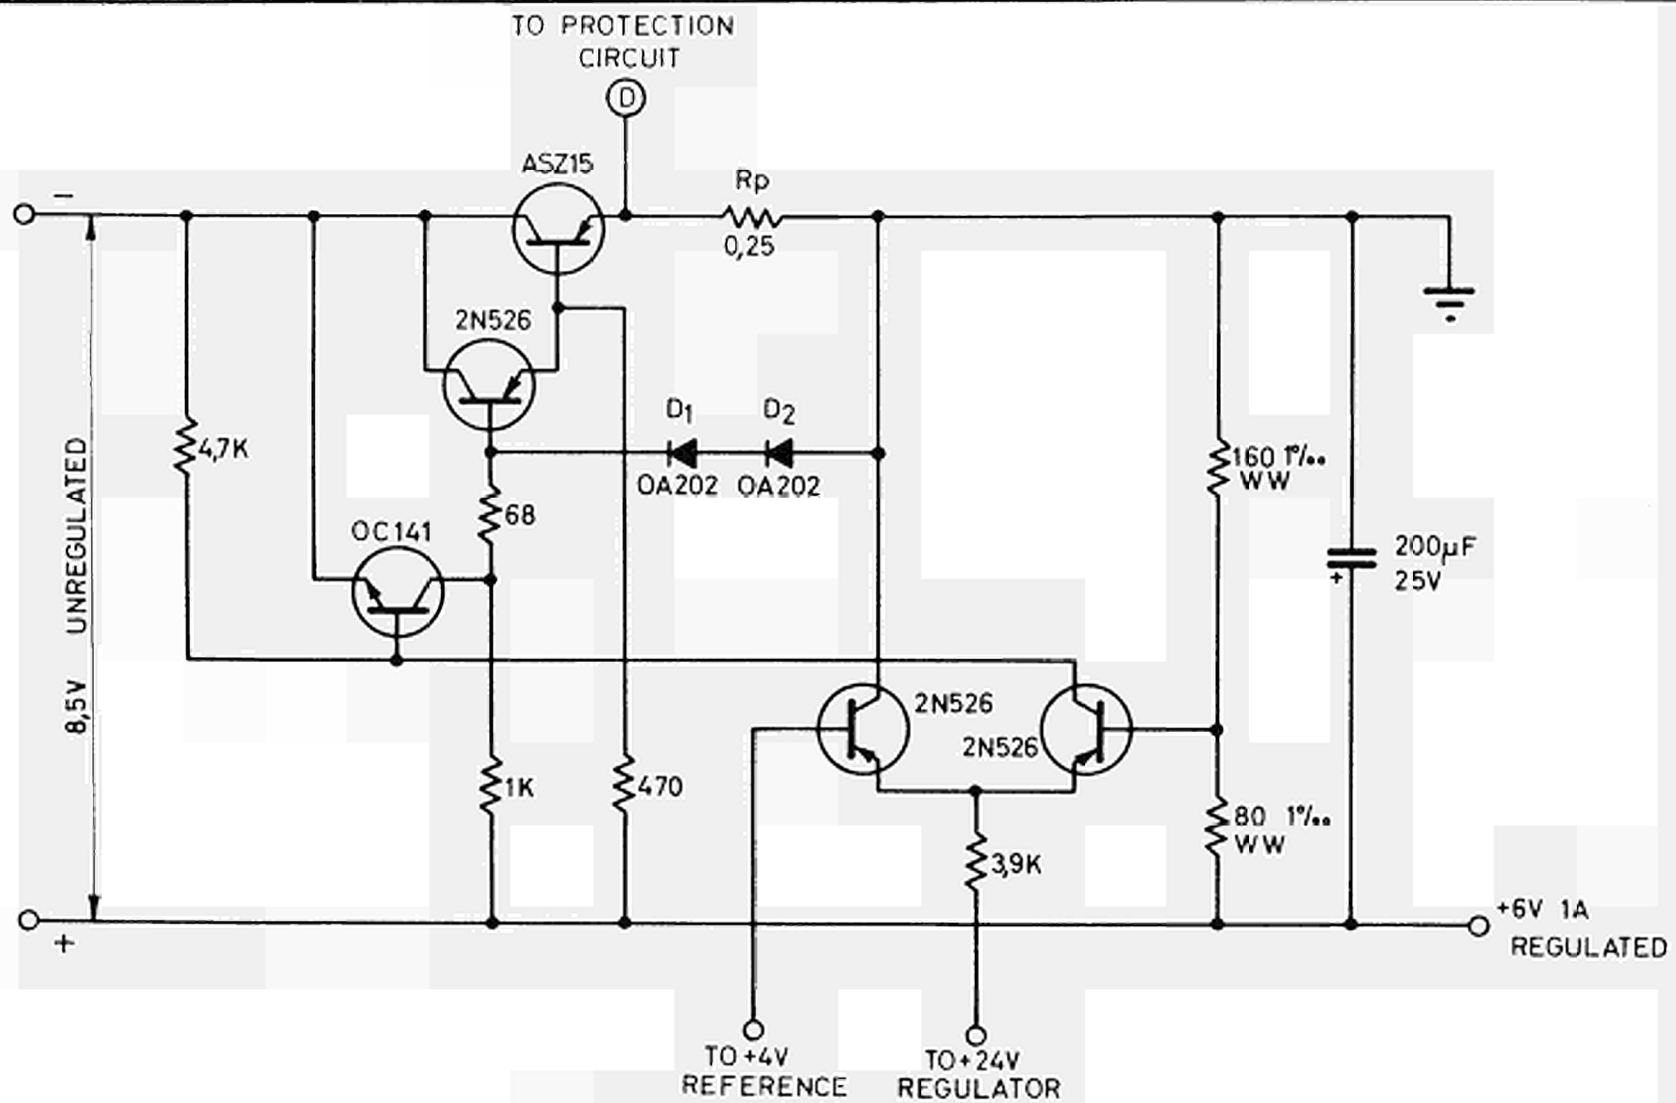 TO PROTECTION
CIRCUIT
D
ASZ15
Rp
0,25
−
2N526
D1
D2
OA202
OA202
4,7K
68
OC141
160 1‰
WW
200µF
25V
+
8,5V UNREGULATED
2N526
2N526
1K
470
3,9K
80 1‰
WW
+
+6V 1A
REGULATED
TO +4V
REFERENCE
TO +24V
REGULATOR